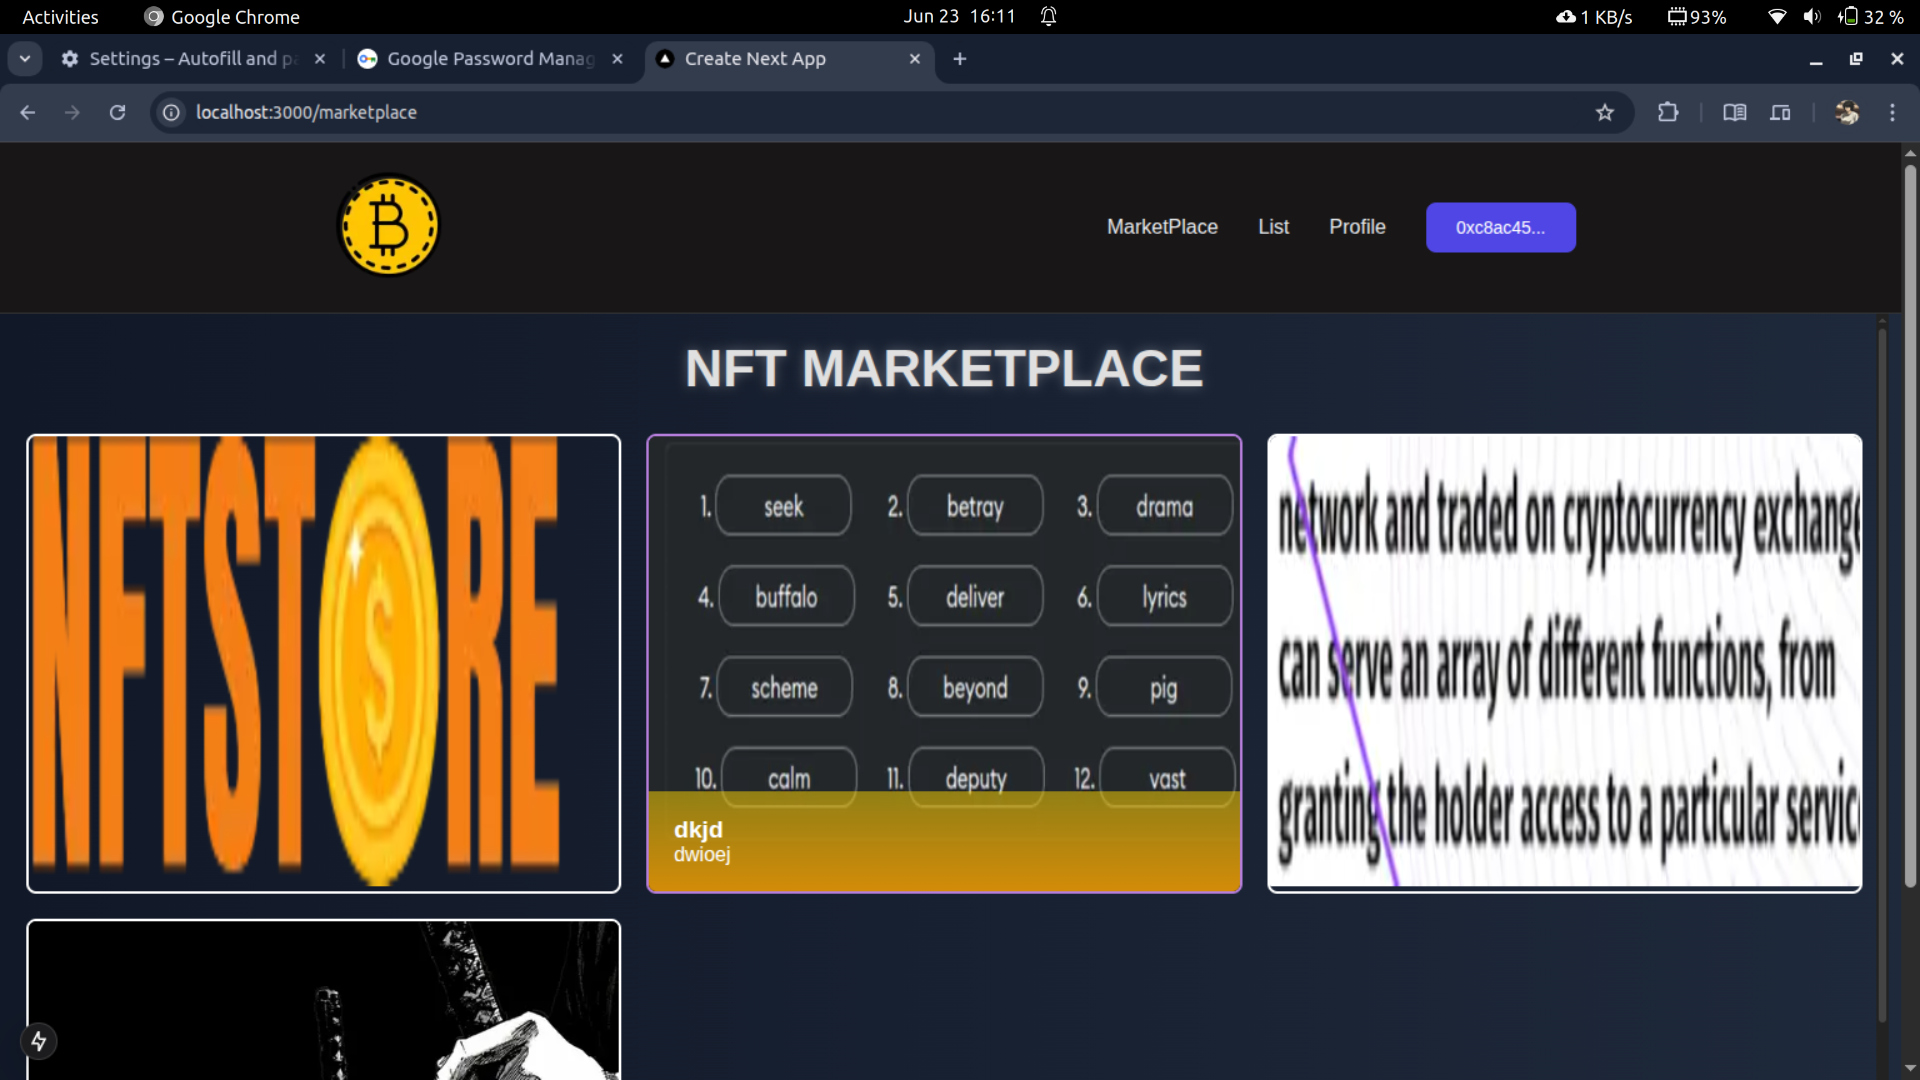 Activities Google Chrome Jun 23 16:11 1 KB/s 93% 32 %
Settings – Autofill and pa Google Password Manag Create Next App
localhost:3000/marketplace
B
MarketPlace List Profile 0xc8ac45...
NFT MARKETPLACE
NFTSTORE
$
1. seek 2. betray 3. drama
4. buffalo 5. deliver 6. lyrics
7. scheme 8. beyond 9. pig
10. calm 11. deputy 12. vast
dkjd
dwioej
network and traded on cryptocurrency exchange
can serve an array of different functions, from
granting the holder access to a particular servic